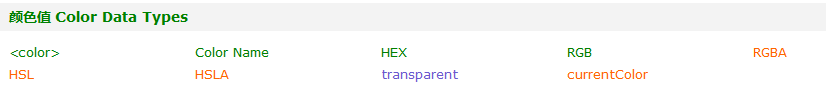 颜色值 Color Data Types
<color> Color Name HEX RGB RGBA
HSL HSLA transparent currentColor